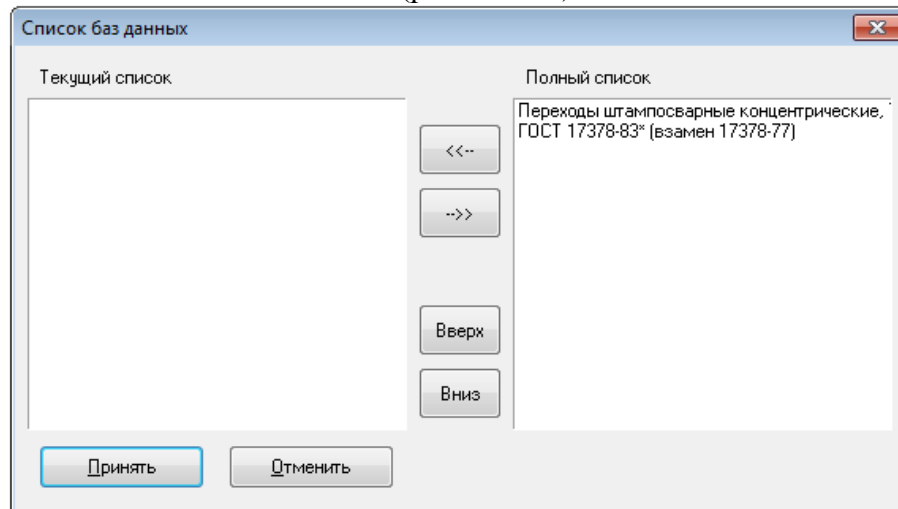 Список баз данных
Текущий список
Полный список
Переходы штампосварные концентрические,
ГОСТ 17378-83* (взамен 17378-77)
<<--
-->>
Вверх
Вниз
Принять
Отменить